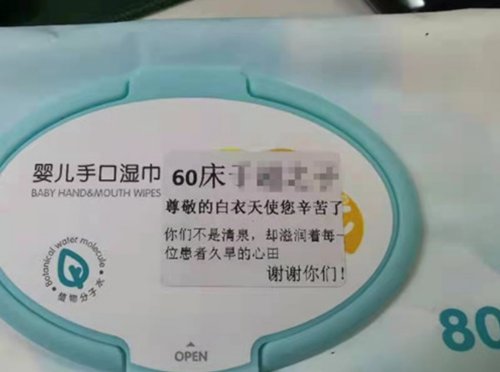 婴儿手口湿巾
BABY HAND&MOUTH WIPES
60床
尊敬的白衣天使您辛苦了
你们不是清泉，却滋润着每一
位患者久旱的心田
谢谢你们！
Botanical water molecule
植物分子水
OPEN
80